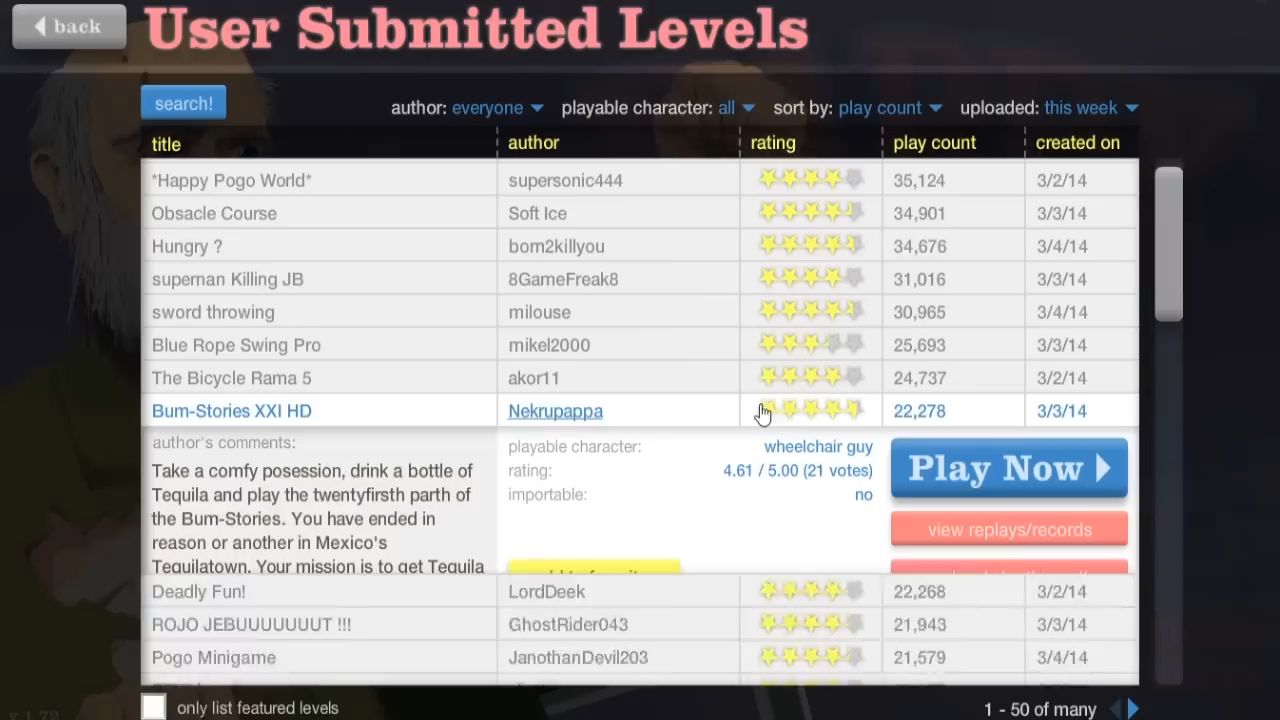 back
User Submitted Levels
search!
author: everyone playable character: all sort by: play count uploaded: this week
title author rating play count created on
*Happy Pogo World* supersonic444 35,124 3/2/14
Obsacle Course Soft Ice 34,901 3/3/14
Hungry ? born2killyou 34,676 3/4/14
supernan Killing JB 8GameFreak8 31,016 3/3/14
sword throwing milouse 30,965 3/4/14
Blue Rope Swing Pro mikel2000 25,693 3/3/14
The Bicycle Rama 5 akor11 24,737 3/2/14
Bum-Stories XXI HD Nekrupappa 22,278 3/3/14
author's comments:
Take a comfy posession, drink a bottle of
Tequila and play the twentyfirsth parth of
the Bum-Stories. You have ended in
reason or another in Mexico's
Tequilatown. Your mission is to get Tequila
playable character: wheelchair guy
rating: 4.61 / 5.00 (21 votes)
importable: no
Play Now
view replays/records
Deadly Fun! LordDeek 22,268 3/2/14
ROJO JEBUUUUUUUT !!! GhostRider043 21,943 3/3/14
Pogo Minigame JanothanDevil203 21,579 3/4/14
only list featured levels
1 - 50 of many
v 1.72